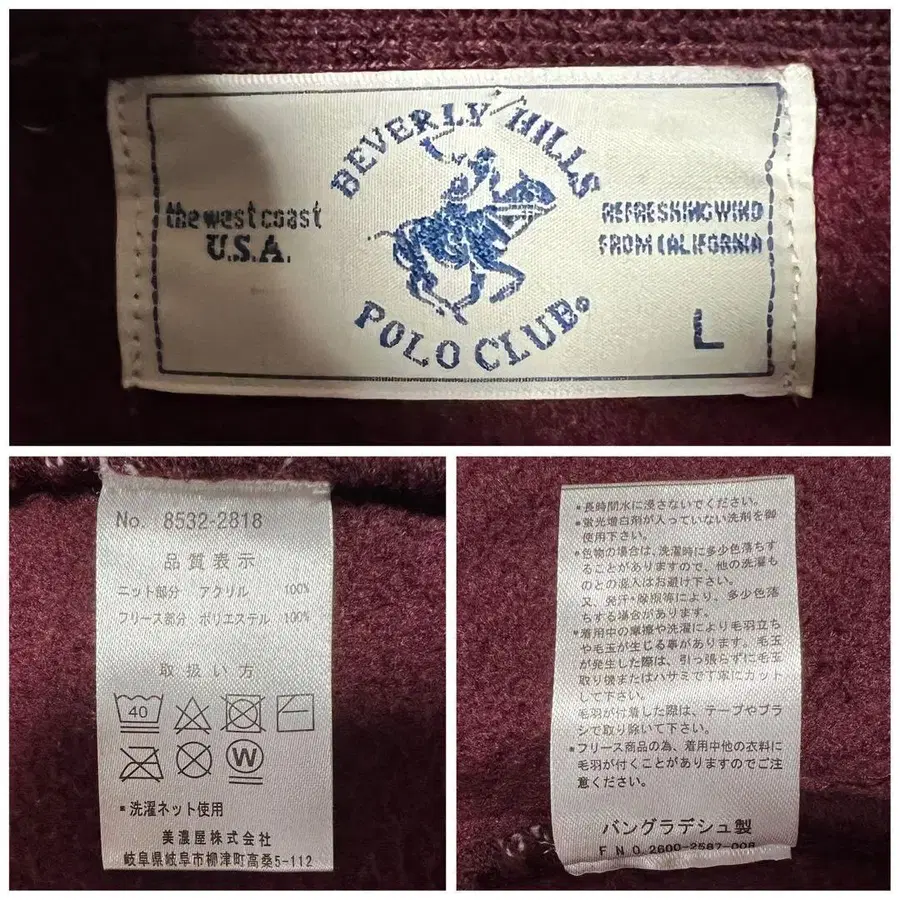 BEVERLY HILLS
POLO CLUB®
the west coast
U.S.A.
REFRESHING WIND
FROM CALIFORNIA
L
No. 8532-2818
品質表示
ニット部分 アクリル 100%
フリース部分 ポリエステル 100%
取扱い方
40
W
▪洗濯ネット使用
美濃屋株式会社
岐阜県岐阜市柳津町高桑5-112
•長時間水に浸さないでください。
•蛍光増白剤が入っていない洗剤を御
使用下さい。
•色物の場合は、洗濯時に多少色落ちす
ることがありますので、他の洗濯も
のとの混入はお避け下さい。
又、発汗・摩擦等により、多少色落
ちする場合があります。
•着用中の摩擦や洗濯により毛羽立ち
や毛玉が生じる事があります。毛玉
が発生した際は、引っ張らずに毛玉
取り機またはハサミで丁寧にカット
して下さい。
毛羽が付着した際は、テープやブラ
シで取り除いて下さい。
•フリース商品の為、着用中他の衣料に
毛羽が付くことがありますのでご注
意ください。
バングラデシュ製
F N O. 2600-2587-008